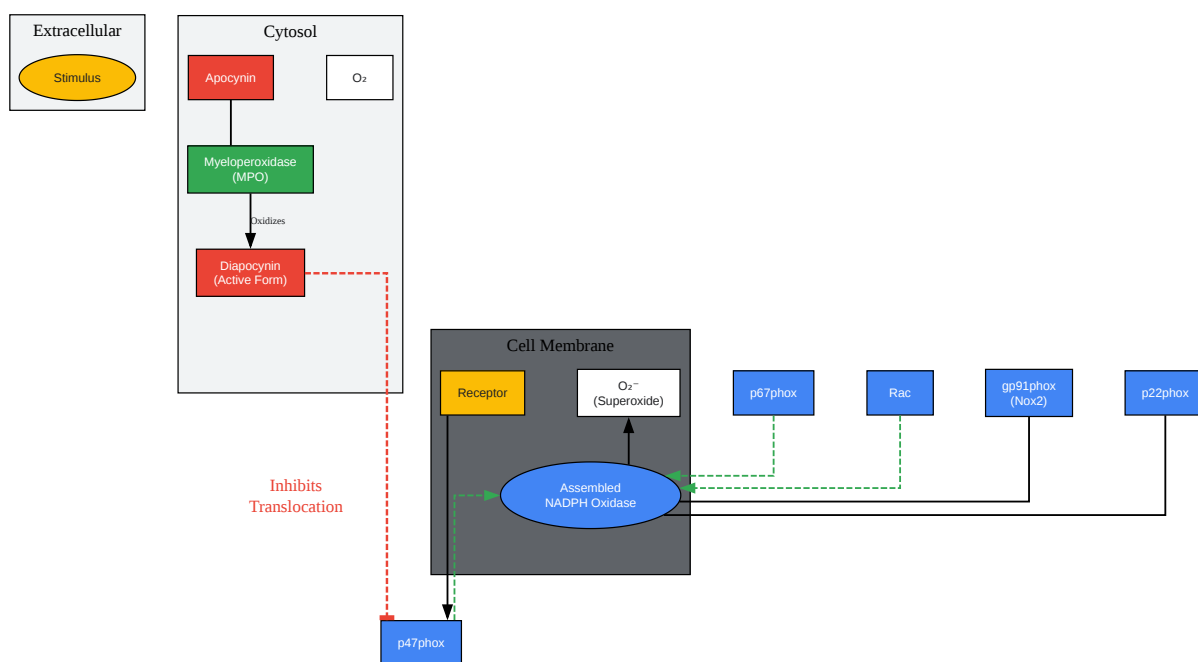 Extracellular
Stimulus
Cytosol
Apocynin
O₂
Myeloperoxidase
(MPO)
Oxidizes
Diapocynin
(Active Form)
Cell Membrane
Receptor
O₂⁻
(Superoxide)
p67phox
Rac
gp91phox
(Nox2)
p22phox
Inhibits
Translocation
Assembled
NADPH Oxidase
p47phox